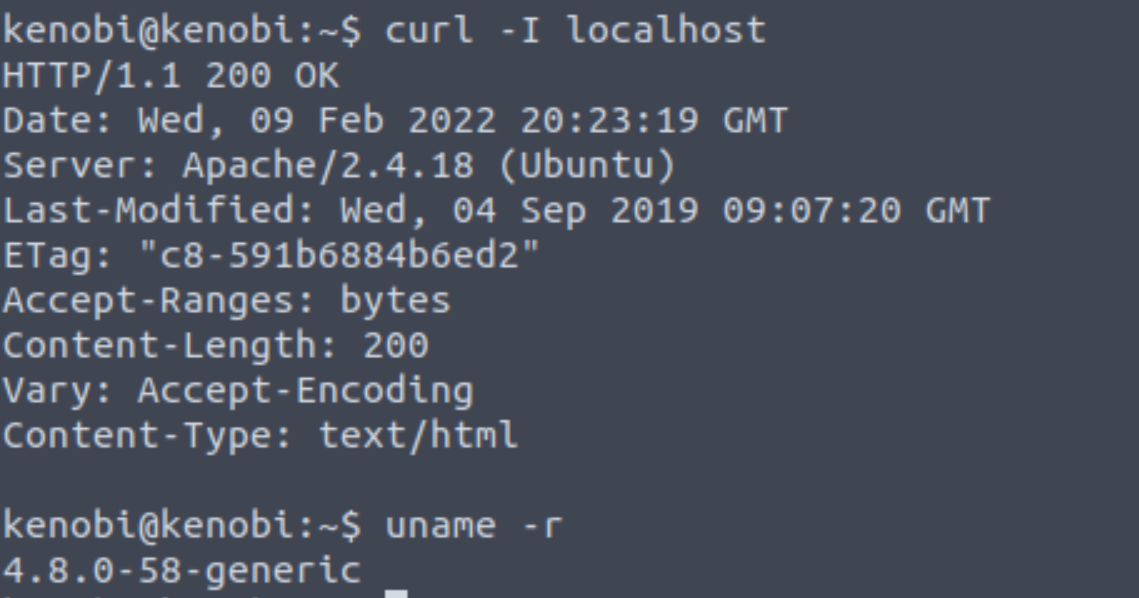 kenobi@kenobi:~$ curl -I localhost
HTTP/1.1 200 OK
Date: Wed, 09 Feb 2022 20:23:19 GMT
Server: Apache/2.4.18 (Ubuntu)
Last-Modified: Wed, 04 Sep 2019 09:07:20 GMT
ETag: "c8-591b6884b6ed2"
Accept-Ranges: bytes
Content-Length: 200
Vary: Accept-Encoding
Content-Type: text/html
kenobi@kenobi:~$ uname -r
4.8.0-58-generic